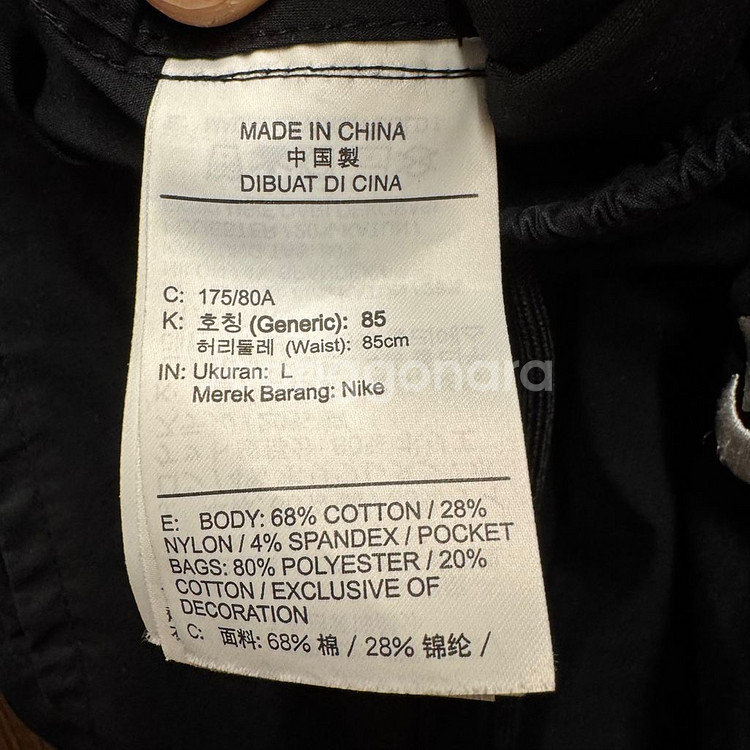 MADE IN CHINA
中国製
DIBUAT DI CINA
C: 175/80A
K: 호칭 (Generic): 85
허리둘레 (Waist): 85cm
IN: Ukuran: L
Merek Barang: Nike
E: BODY: 68% COTTON / 28%
NYLON / 4% SPANDEX / POCKET
BAGS: 80% POLYESTER / 20%
COTTON / EXCLUSIVE OF
DECORATION
C: 面料: 68% 棉 / 28% 锦纶 /